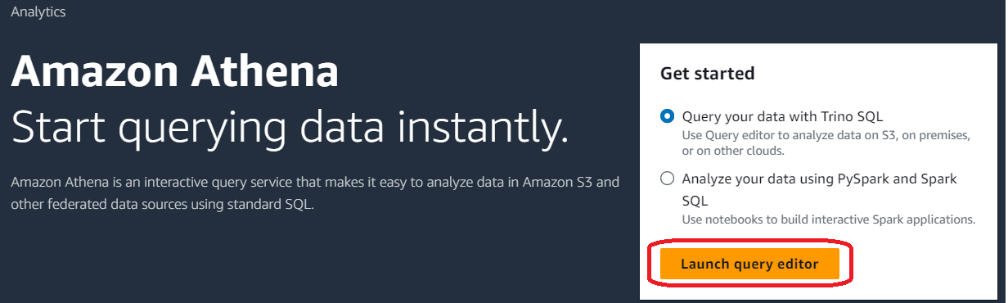 Analytics
Amazon Athena
Start querying data instantly.
Amazon Athena is an interactive query service that makes it easy to analyze data in Amazon S3 and
other federated data sources using standard SQL.
Get started
Query your data with Trino SQL
Use Query editor to analyze data on S3, on premises,
or on other clouds.
Analyze your data using PySpark and Spark
SQL
Use notebooks to build interactive Spark applications.
Launch query editor